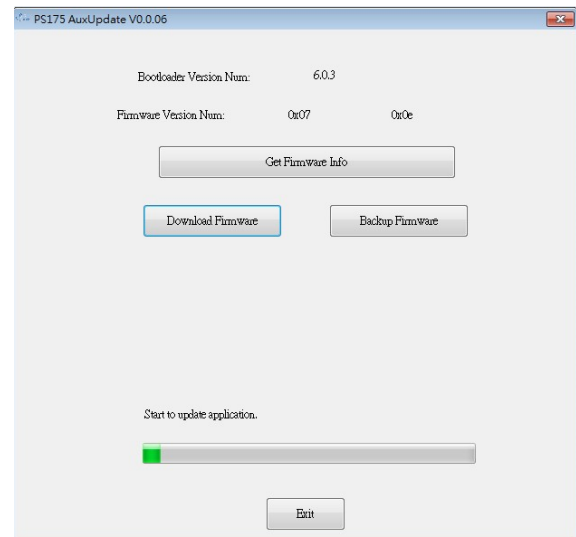 PS175 AuxUpdate V0.0.06
Bootloader Version Num: 6.0.3
Firmware Version Num: 0x07 0x0e
Get Firmware Info
Download Firmware Backup Firmware
Start to update application.
Exit